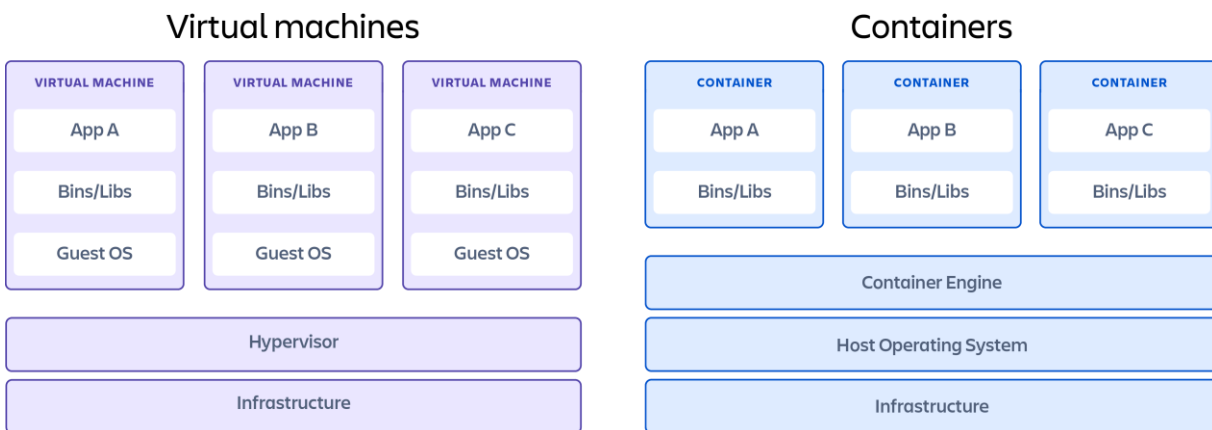 Virtual machines
VIRTUAL MACHINE
App A
Bins/Libs
Guest OS
VIRTUAL MACHINE
App B
Bins/Libs
Guest OS
VIRTUAL MACHINE
App C
Bins/Libs
Guest OS
Hypervisor
Infrastructure
Containers
CONTAINER
App A
Bins/Libs
CONTAINER
App B
Bins/Libs
CONTAINER
App C
Bins/Libs
Container Engine
Host Operating System
Infrastructure